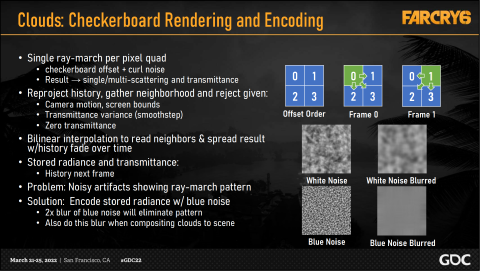 Clouds: Checkerboard Rendering and Encoding
FARCRY6
• Single ray-march per pixel quad
• checkerboard offset + curl noise
• Result → single/multi-scattering and transmittance
• Reproject history, gather neighborhood and reject given:
• Camera motion, screen bounds
• Transmittance variance (smoothstep)
• Zero transmittance
• Bilinear interpolation to read neighbors & spread result
w/history fade over time
• Stored radiance and transmittance:
• History next frame
• Problem: Noisy artifacts showing ray-march pattern
• Solution: Encode stored radiance w/ blue noise
• 2x blur of blue noise will eliminate pattern
• Also do this blur when compositing clouds to scene
0 1
2 3
Offset Order
0 1
2 3
Frame 0
0 1
2 3
Frame 1
White Noise
White Noise Blurred
Blue Noise
Blue Noise Blurred
March 21-25, 2022 | San Francisco, CA #GDC22
GDC